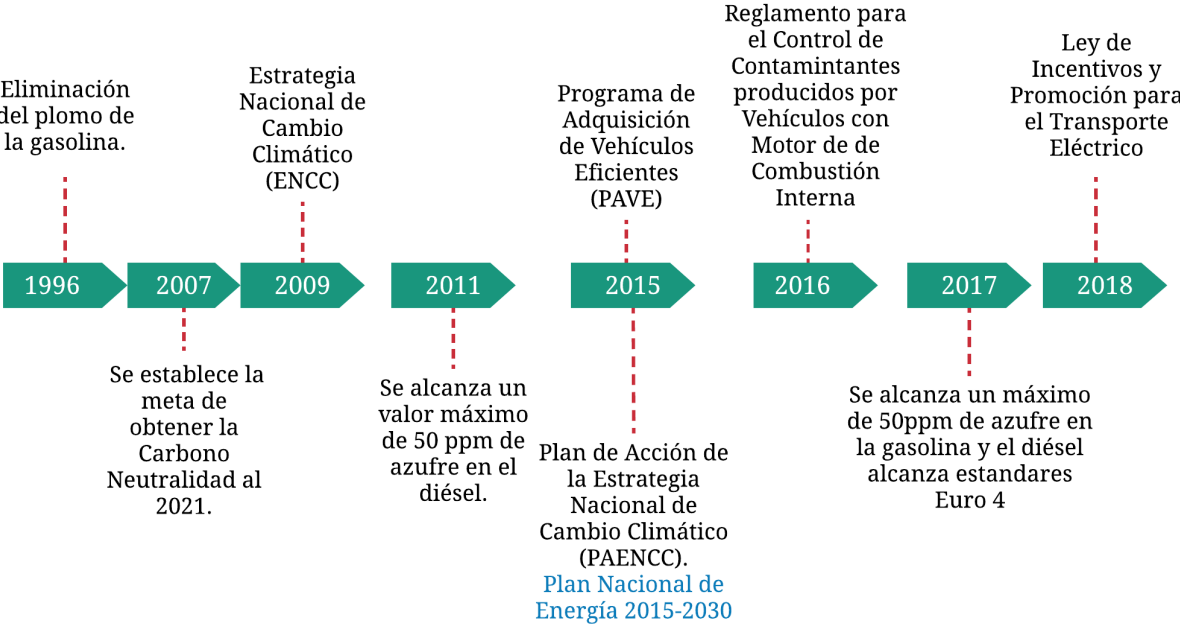 Eliminación
del plomo de
la gasolina.
Estrategia
Nacional de
Cambio
Climático
(ENCC)
Programa de
Adquisición
de Vehículos
Eficientes
(PAVE)
Reglamento para
el Control de
Contamintantes
producidos por
Vehículos con
Motor de de
Combustión
Interna
Ley de
Incentivos y
Promoción para
el Transporte
Eléctrico
1996
2007
2009
2011
2015
2016
2017
2018
Se establece la
meta de
obtener la
Carbono
Neutralidad al
2021.
Se alcanza un
valor máximo
de 50 ppm de
azufre en el
diésel.
Plan de Acción de
la Estrategia
Nacional de
Cambio Climático
(PAENCC).
Plan Nacional de
Energía 2015-2030
Se alcanza un máximo
de 50ppm de azufre en
la gasolina y el diésel
alcanza estandares
Euro 4